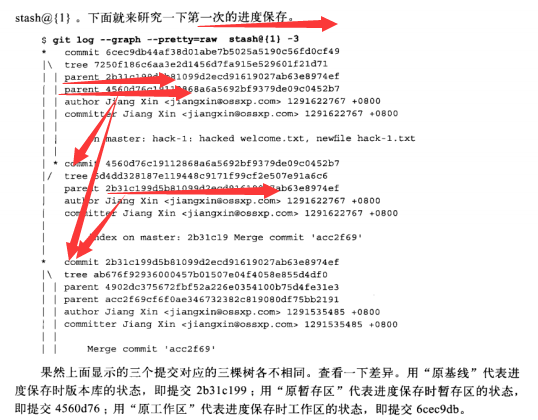 stash@{1} 。下面就来研究一下第一次的进度保存。
$ git log --graph --pretty=raw stash@{1} -3
* commit 6cec9db44af38d01abe7b5025a5190c56fd0cf49
|\ tree 7250f186c6aa3e2d1456d7fa915e529601f21d71
| | parent 2b31c199d5b81099d2ecd91619027ab63e8974ef
| | parent 4560d76c19112868a6a5692bf9379de09c0452b7
| | author Jiang Xin <jiangxin@ossxp.com> 1291622767 +0800
| | committer Jiang Xin <jiangxin@ossxp.com> 1291622767 +0800
| |
| | On master: hack-1: hacked welcome.txt, newfile hack-1.txt
| |
| * commit 4560d76c19112868a6a5692bf9379de09c0452b7
|/ tree 5d4dd328187e119448c9171f99cf2e507e91a6c6
| parent 2b31c199d5b81099d2ecd91619027ab63e8974ef
| author Jiang Xin <jiangxin@ossxp.com> 1291622767 +0800
| committer Jiang Xin <jiangxin@ossxp.com> 1291622767 +0800
|
| index on master: 2b31c19 Merge commit 'acc2f69'
|
* commit 2b31c199d5b81099d2ecd91619027ab63e8974ef
|\ tree ab676f92936000457b01507e04f4058e855d4df0
| | parent 4902dc375672fbf52a226e0354100b75d4fe31e3
| | parent acc2f69cf6f0ae346732382c819080df75bb2191
| | author Jiang Xin <jiangxin@ossxp.com> 1291535485 +0800
| | committer Jiang Xin <jiangxin@ossxp.com> 1291535485 +0800
| |
| | Merge commit 'acc2f69'
果然上面显示的三个提交对应的三棵树各不相同。查看一下差异。用“原基线”代表进
度保存时版本库的状态，即提交 2b31c199；用“原暂存区”代表进度保存时暂存区的状态，
即提交 4560d76；用“原工作区”代表进度保存时工作区的状态，即提交 6cec9db。